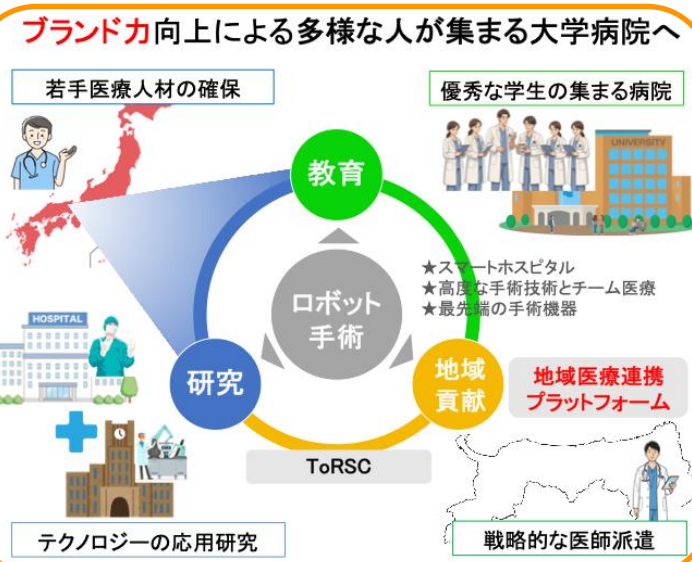 ブランド力向上による多様な人が集まる大学病院へ
若手医療人材の確保
優秀な学生の集まる病院
UNIVERSITY
教育
★スマートホスピタル
★高度な手術技術とチーム医療
★最先端の手術機器
ロボット
手術
HOSPITAL
研究
地域
貢献
地域医療連携
プラットフォーム
ToRSC
テクノロジーの応用研究
戦略的な医師派遣